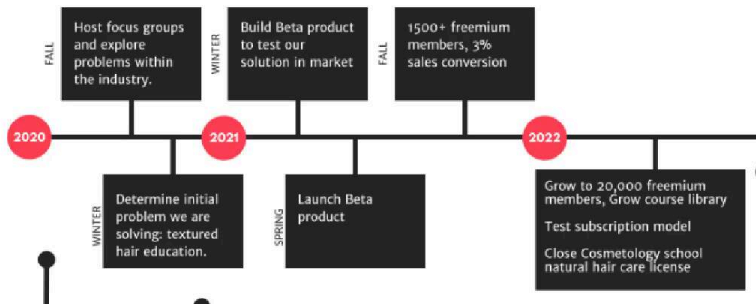 FALL
Host focus groups
and explore
problems within
the industry.
WINTER
Build Beta product
to test our
solution in market
FALL
1500+ freemium
members, 3%
sales conversion
2020
2021
2022
WINTER
Determine initial
problem we are
solving: textured
hair education.
SPRING
Launch Beta
product
Grow to 20,000 freemium
members, Grow course library
Test subscription model
Close Cosmetology school
natural hair care license